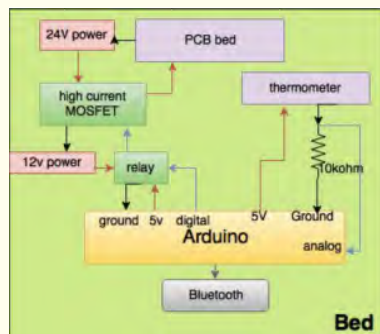 24V power
PCB bed
high current
MOSFET
thermometer
12v power
relay
10kohm
ground
5v
digital
5V
Ground
Arduino
analog
Bluetooth
Bed